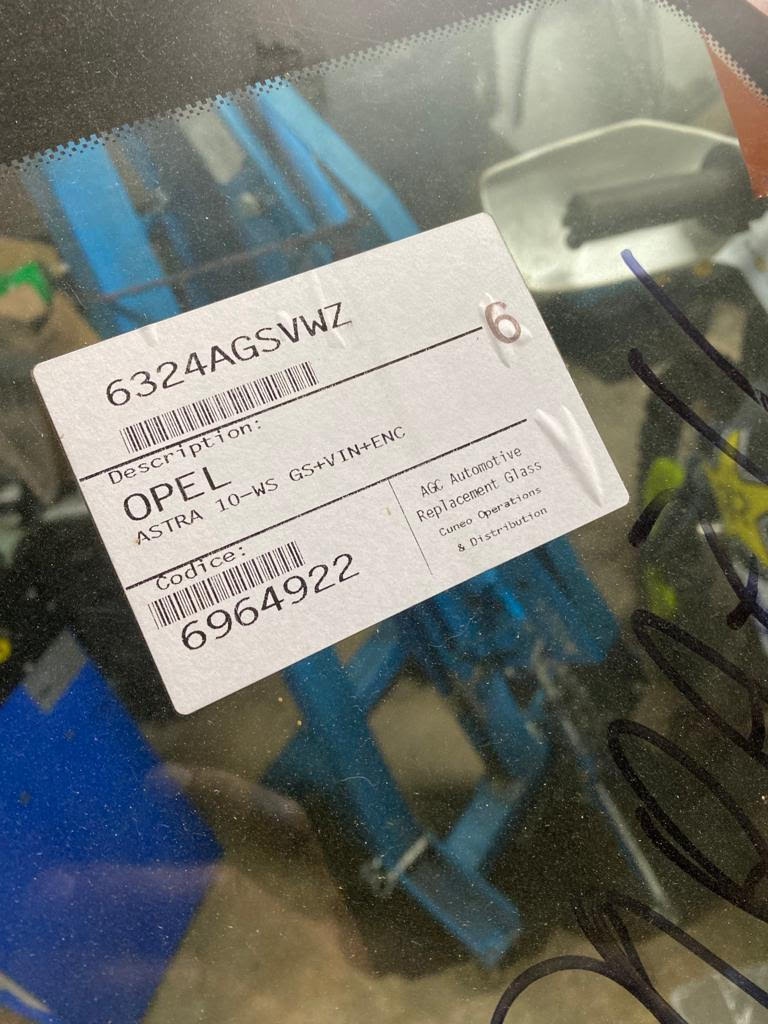 6324AGSVWZ
6
Description:
OPEL
ASTRA 10-WS GS+VIN+ENC
AGC Automotive
Replacement Glass
Cuneo Operations
& Distribution
Codice:
6964922